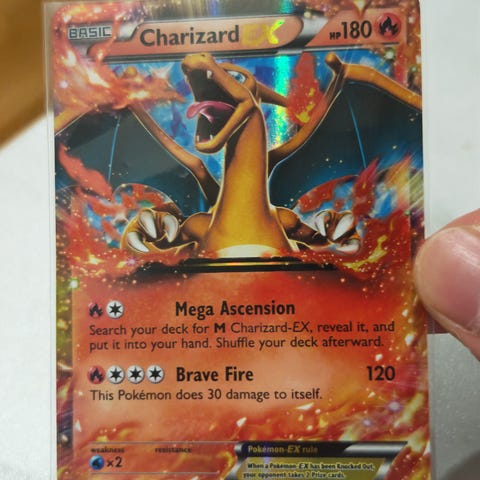 BASIC Charizard EX HP180
Mega Ascension
Search your deck for M Charizard-EX, reveal it, and
put it into your hand. Shuffle your deck afterward.
Brave Fire 120
This Pokémon does 30 damage to itself.
weakness resistance
×2
Pokémon-EX rule
When a Pokémon-EX has been Knocked Out,
your opponent takes 2 Prize cards.